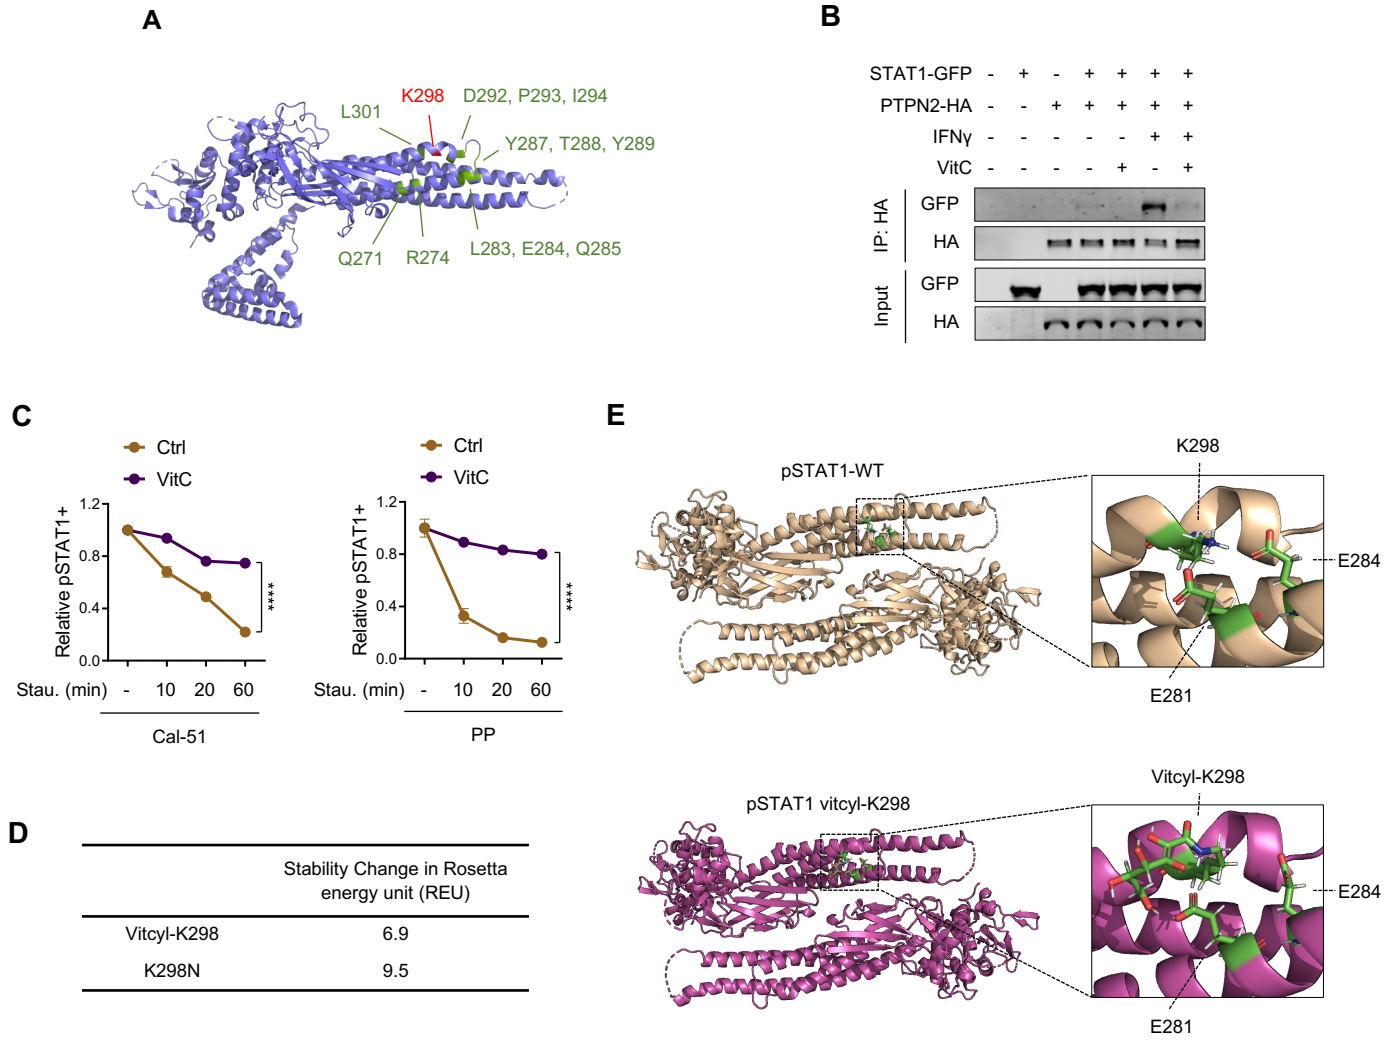 A
K298
D292, P293, I294
L301
Y287, T288, Y289
Q271
R274
L283, E284, Q285
B
STAT1-GFP - + - + + + +
PTPN2-HA - - + + + + +
IFNγ - - - - - + +
VitC - - - - + - +
IP: HA
GFP
HA
Input
GFP
HA
C
Ctrl
VitC
Relative pSTAT1+
1.2
0.8
0.4
0.0
****
Stau. (min) - 10 20 60
Cal-51
Ctrl
VitC
Relative pSTAT1+
1.2
0.8
0.4
0.0
****
Stau. (min) - 10 20 60
PP
D
Stability Change in Rosetta
energy unit (REU)
Vitcyl-K298 6.9
K298N 9.5
E
pSTAT1-WT
K298
E284
E281
pSTAT1 vitcyl-K298
Vitcyl-K298
E284
E281